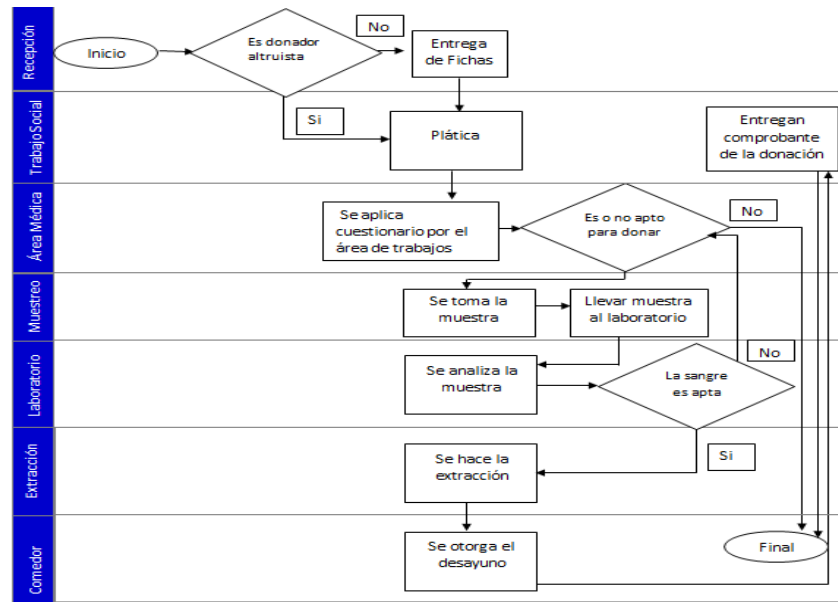 Recepción
Inicio
Es donador
altruista
No
Entrega
de Fichas
Trabajo Social
Si
Plática
Entregan
comprobante
de la donación
Área Médica
Se aplica
cuestionario por el
área de trabajos
Es o no apto
para donar
No
Muestreo
Se toma la
muestra
Llevar muestra
al laboratorio
Laboratorio
Se analiza la
muestra
La sangre
es apta
No
Extracción
Se hace la
extracción
Si
Comedor
Se otorga el
desayuno
Final